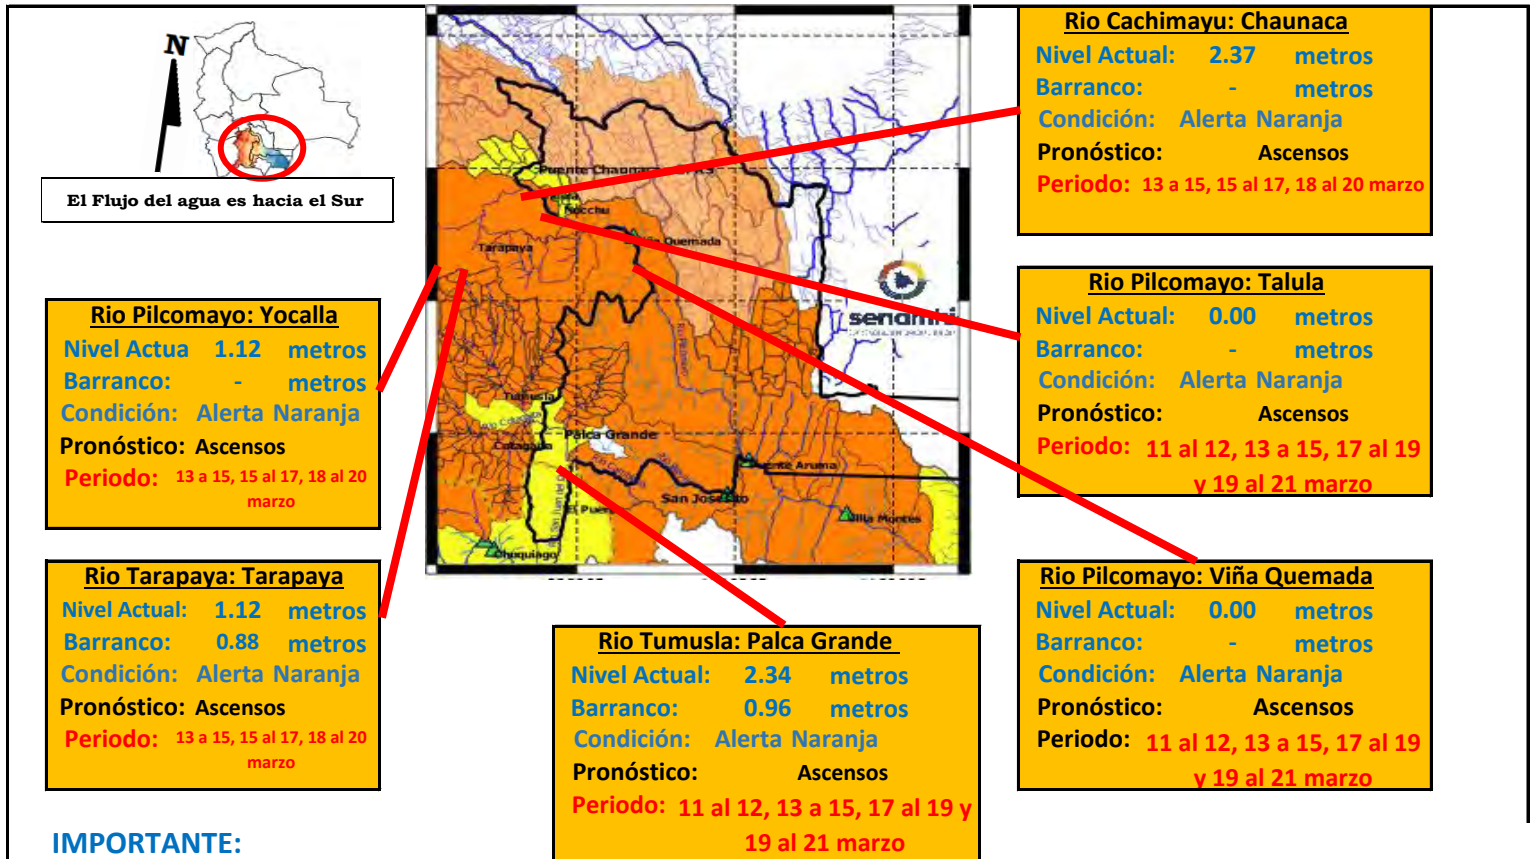 N
El Flujo del agua es hacia el Sur
Puente Chaunaca
Nucchu
Viña Quemada
Tarapaya
senamhi
Tumusla
Cotagaita
Palca Grande
Puente Aruma
San Josecito
Villa Montes
El Puente
Chuquiago
Rio Cachimayu: Chaunaca
Nivel Actual: 2.37 metros
Barranco: - metros
Condición: Alerta Naranja
Pronóstico: Ascensos
Periodo: 13 a 15, 15 al 17, 18 al 20 marzo
Rio Pilcomayo: Talula
Nivel Actual: 0.00 metros
Barranco: - metros
Condición: Alerta Naranja
Pronóstico: Ascensos
Periodo: 11 al 12, 13 a 15, 17 al 19
y 19 al 21 marzo
Rio Pilcomayo: Yocalla
Nivel Actua 1.12 metros
Barranco: - metros
Condición: Alerta Naranja
Pronóstico: Ascensos
Periodo: 13 a 15, 15 al 17, 18 al 20
marzo
Rio Tarapaya: Tarapaya
Nivel Actual: 1.12 metros
Barranco: 0.88 metros
Condición: Alerta Naranja
Pronóstico: Ascensos
Periodo: 13 a 15, 15 al 17, 18 al 20
marzo
Rio Tumusla: Palca Grande
Nivel Actual: 2.34 metros
Barranco: 0.96 metros
Condición: Alerta Naranja
Pronóstico: Ascensos
Periodo: 11 al 12, 13 a 15, 17 al 19 y
19 al 21 marzo
Rio Pilcomayo: Viña Quemada
Nivel Actual: 0.00 metros
Barranco: - metros
Condición: Alerta Naranja
Pronóstico: Ascensos
Periodo: 11 al 12, 13 a 15, 17 al 19
y 19 al 21 marzo
IMPORTANTE: